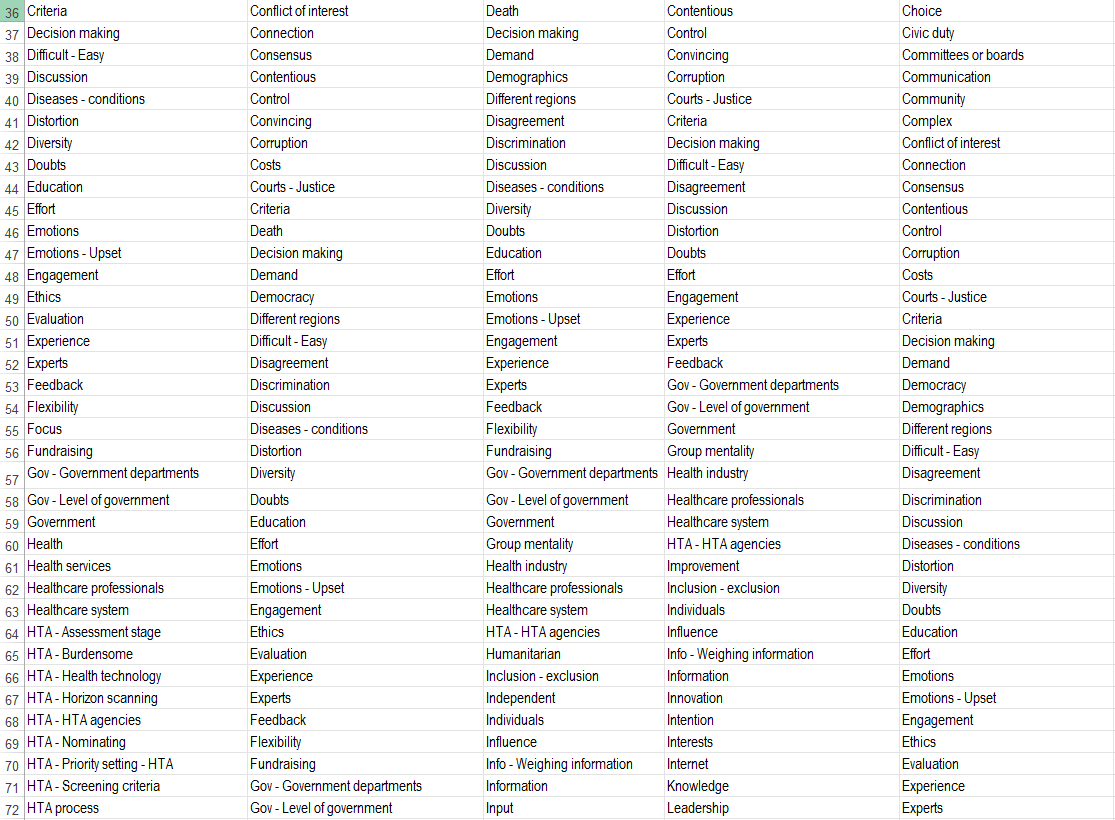 36 Criteria Conflict of interest Death Contentious Choice
37 Decision making Connection Decision making Control Civic duty
38 Difficult - Easy Consensus Demand Convincing Committees or boards
39 Discussion Contentious Demographics Corruption Communication
40 Diseases - conditions Control Different regions Courts - Justice Community
41 Distortion Convincing Disagreement Criteria Complex
42 Diversity Corruption Discrimination Decision making Conflict of interest
43 Doubts Costs Discussion Difficult - Easy Connection
44 Education Courts - Justice Diseases - conditions Disagreement Consensus
45 Effort Criteria Diversity Discussion Contentious
46 Emotions Death Doubts Distortion Control
47 Emotions - Upset Decision making Education Doubts Corruption
48 Engagement Demand Effort Effort Costs
49 Ethics Democracy Emotions Engagement Courts - Justice
50 Evaluation Different regions Emotions - Upset Experience Criteria
51 Experience Difficult - Easy Engagement Experts Decision making
52 Experts Disagreement Experience Feedback Demand
53 Feedback Discrimination Experts Gov - Government departments Democracy
54 Flexibility Discussion Feedback Gov - Level of government Demographics
55 Focus Diseases - conditions Flexibility Government Different regions
56 Fundraising Distortion Fundraising Group mentality Difficult - Easy
57 Gov - Government departments Diversity Gov - Government departments Health industry Disagreement
58 Gov - Level of government Doubts Gov - Level of government Healthcare professionals Discrimination
59 Government Education Government Healthcare system Discussion
60 Health Effort Group mentality HTA - HTA agencies Diseases - conditions
61 Health services Emotions Health industry Improvement Distortion
62 Healthcare professionals Emotions - Upset Healthcare professionals Inclusion - exclusion Diversity
63 Healthcare system Engagement Healthcare system Individuals Doubts
64 HTA - Assessment stage Ethics HTA - HTA agencies Influence Education
65 HTA - Burdensome Evaluation Humanitarian Info - Weighing information Effort
66 HTA - Health technology Experience Inclusion - exclusion Information Emotions
67 HTA - Horizon scanning Experts Independent Innovation Emotions - Upset
68 HTA - HTA agencies Feedback Individuals Intention Engagement
69 HTA - Nominating Flexibility Influence Interests Ethics
70 HTA - Priority setting - HTA Fundraising Info - Weighing information Internet Evaluation
71 HTA - Screening criteria Gov - Government departments Information Knowledge Experience
72 HTA process Gov - Level of government Input Leadership Experts